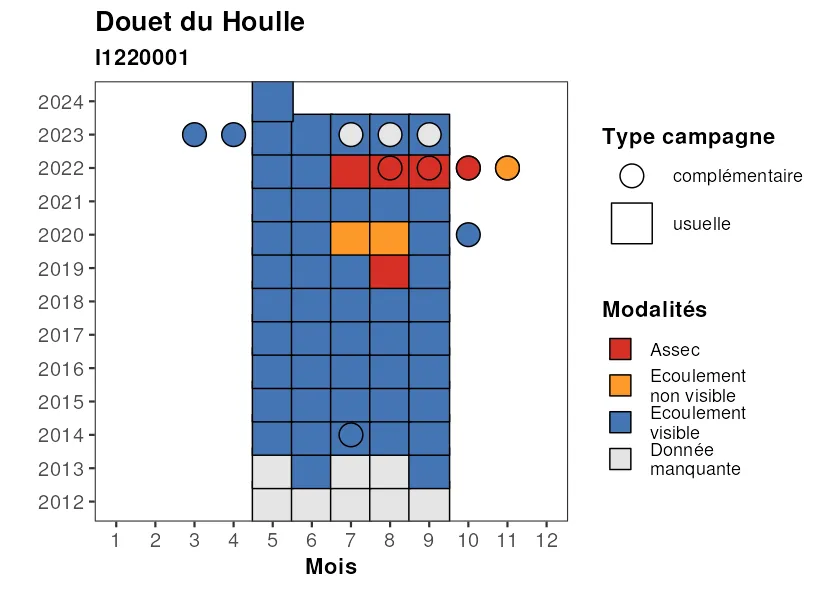 Douet du Houlle
I1220001
2024
2023
2022
2021
2020
2019
2018
2017
2016
2015
2014
2013
2012
1 2 3 4 5 6 7 8 9 10 11 12
Mois
Type campagne
complémentaire
usuelle
Modalités
Assec
Ecoulement
non visible
Ecoulement
visible
Donnée
manquante